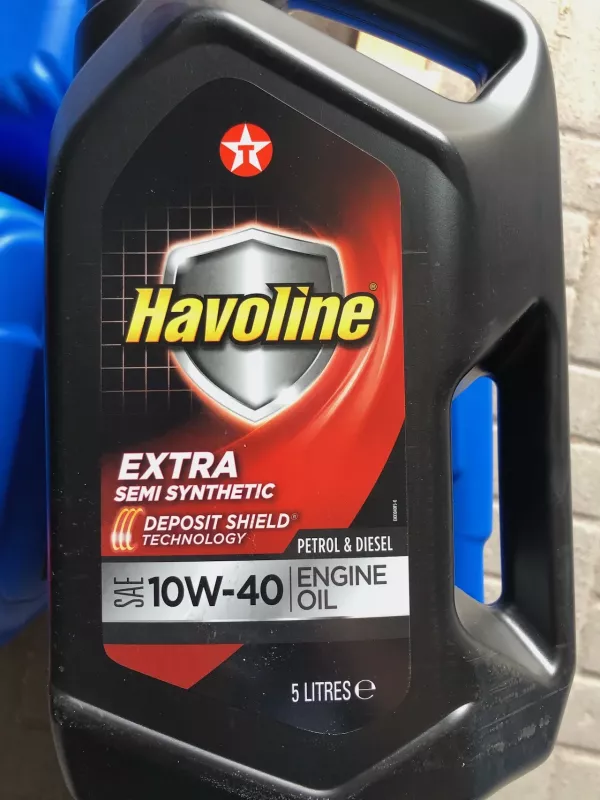 T
Havoline®
EXTRA
SEMI SYNTHETIC
DEPOSIT SHIELD®
TECHNOLOGY
PETROL & DIESEL
SAE 10W-40 ENGINE OIL
5 LITRES ℮